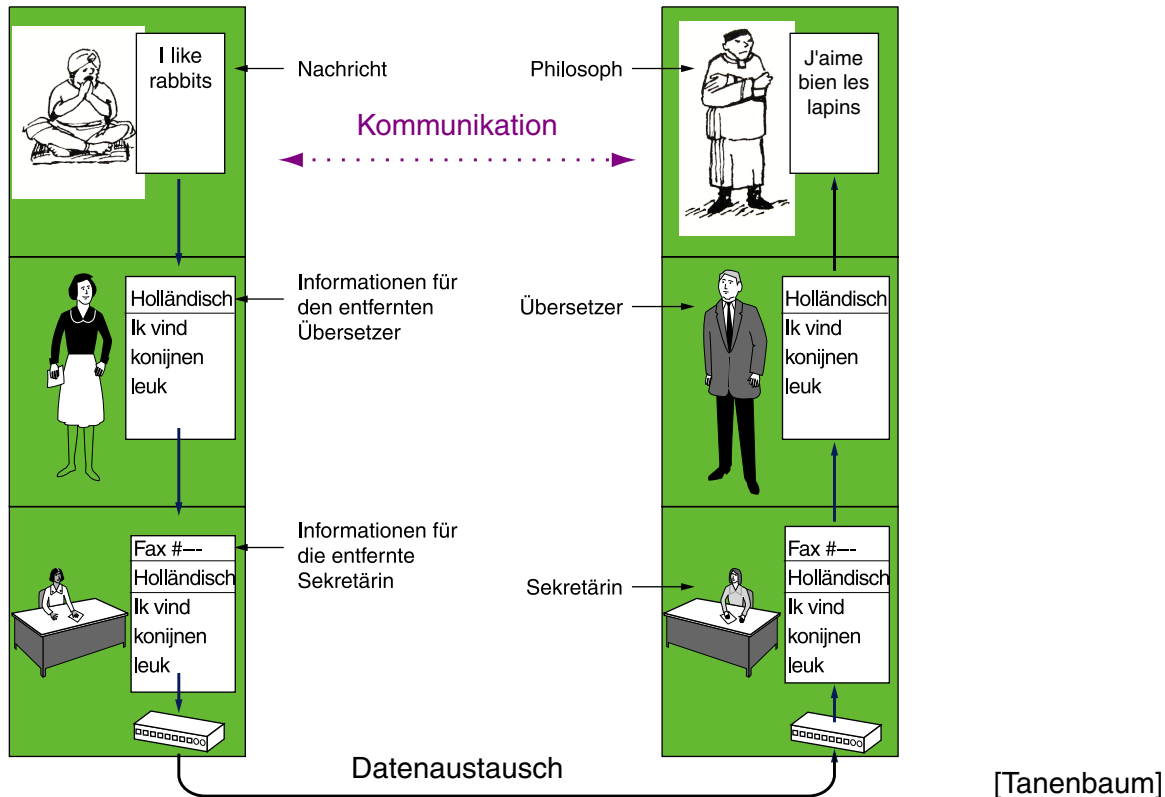 I like
rabbits
Nachricht
Philosoph
J'aime
bien les
lapins
Kommunikation
Holländisch
Ik vind
konijnen
leuk
Informationen für
den entfernten
Übersetzer
Übersetzer
Holländisch
Ik vind
konijnen
leuk
Fax #---
Holländisch
Ik vind
konijnen
leuk
Informationen für
die entfernte
Sekretärin
Sekretärin
Fax #---
Holländisch
Ik vind
konijnen
leuk
Datenaustausch
[Tanenbaum]